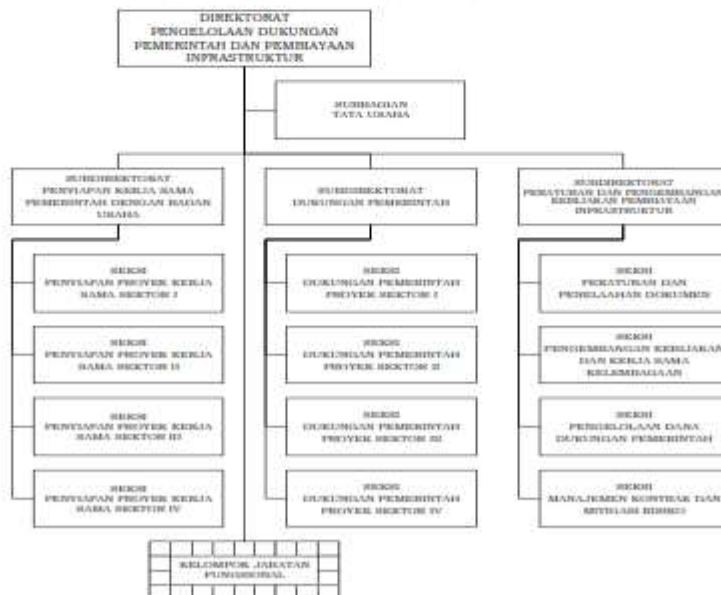 DIREKTORAT
PENGELOLAAN DUKUNGAN
PEMERINTAH DAN PEMBIAYAAN
INFRASTRUKTUR
SUBBAGIAN
TATA USAHA
SUBDIREKTORAT
PENYIAPAN KERJA SAMA
PEMERINTAH DENGAN BADAN
USAHA
SUBDIREKTORAT
DUKUNGAN PEMERINTAH
SUBDIREKTORAT
PERATURAN DAN PENGEMBANGAN
KEBIJAKAN PEMBIAYAAN
INFRASTRUKTUR
SEKSI
PENYIAPAN PROYEK KERJA
SAMA SEKTOR I
SEKSI
DUKUNGAN PEMERINTAH
PROYEK SEKTOR I
SEKSI
PERATURAN DAN
PENELAAHAN DOKUMEN
SEKSI
PENYIAPAN PROYEK KERJA
SAMA SEKTOR II
SEKSI
DUKUNGAN PEMERINTAH
PROYEK SEKTOR II
SEKSI
PENGEMBANGAN KEBIJAKAN
DAN KERJA SAMA
KELEMBAGAAN
SEKSI
PENYIAPAN PROYEK KERJA
SAMA SEKTOR III
SEKSI
DUKUNGAN PEMERINTAH
PROYEK SEKTOR III
SEKSI
PENGELOLAAN DANA
DUKUNGAN PEMERINTAH
SEKSI
PENYIAPAN PROYEK KERJA
SAMA SEKTOR IV
SEKSI
DUKUNGAN PEMERINTAH
PROYEK SEKTOR IV
SEKSI
MANAJEMEN KONTRAK DAN
MITIGASI RISIKO
KELOMPOK JABATAN
FUNGSIONAL